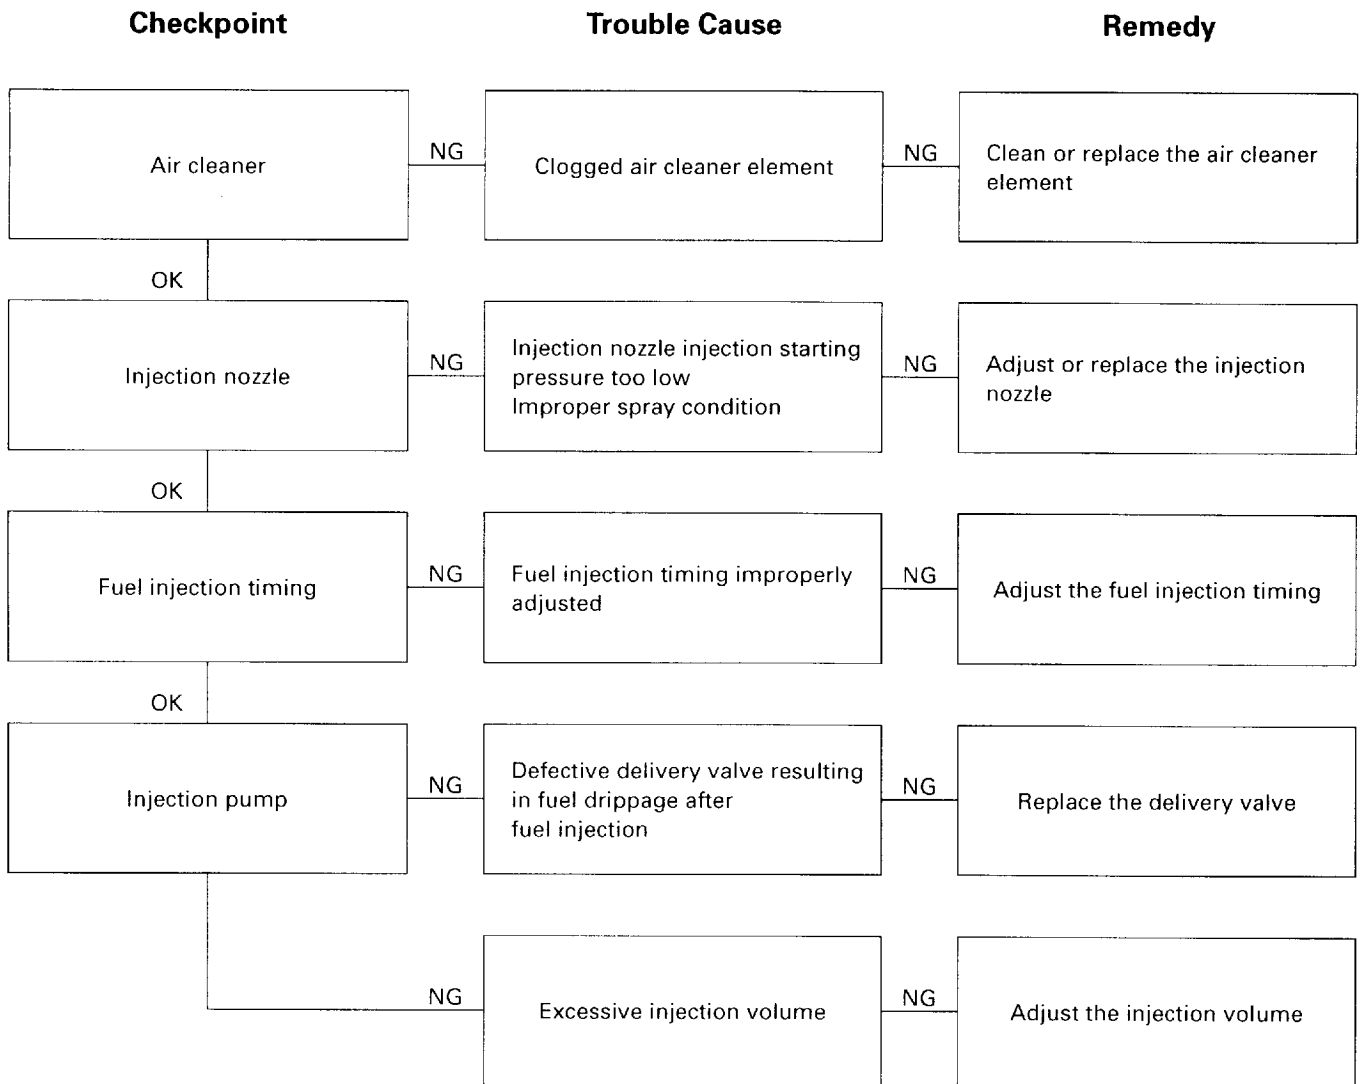 Checkpoint
Trouble Cause
Remedy
Air cleaner
NG
Clogged air cleaner element
NG
Clean or replace the air cleaner
element
OK
Injection nozzle
NG
Injection nozzle injection starting
pressure too low
Improper spray condition
NG
Adjust or replace the injection
nozzle
OK
Fuel injection timing
NG
Fuel injection timing improperly
adjusted
NG
Adjust the fuel injection timing
OK
Injection pump
NG
Defective delivery valve resulting
in fuel drippage after
fuel injection
NG
Replace the delivery valve
NG
Excessive injection volume
NG
Adjust the injection volume